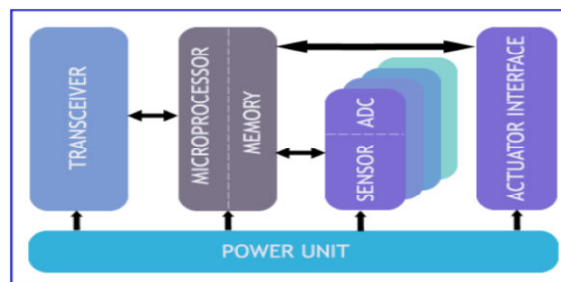 TRANSCEIVER
MICROPROCESSOR
MEMORY
SENSOR
ADC
ACTUATOR INTERFACE
POWER UNIT